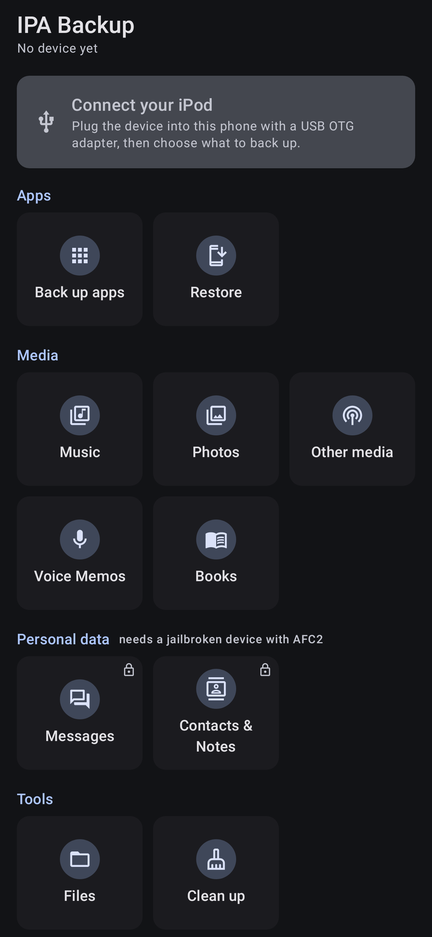 IPA Backup
No device yet
Connect your iPod
Plug the device into this phone with a USB OTG
adapter, then choose what to back up.
Apps
Back up apps
Restore
Media
Music
Photos
Other media
Voice Memos
Books
Personal data needs a jailbroken device with AFC2
Messages
Contacts &
Notes
Tools
Files
Clean up